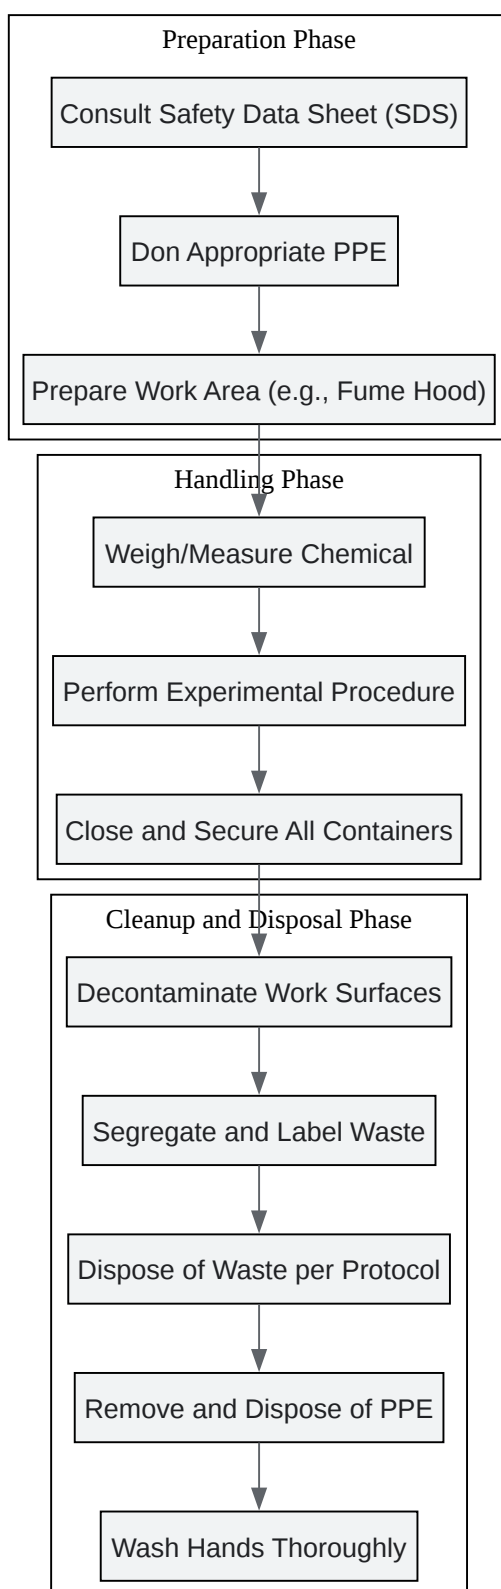 Preparation Phase
Consult Safety Data Sheet (SDS)
Don Appropriate PPE
Prepare Work Area (e.g., Fume Hood)
Handling Phase
Weigh/Measure Chemical
Perform Experimental Procedure
Close and Secure All Containers
Cleanup and Disposal Phase
Decontaminate Work Surfaces
Segregate and Label Waste
Dispose of Waste per Protocol
Remove and Dispose of PPE
Wash Hands Thoroughly